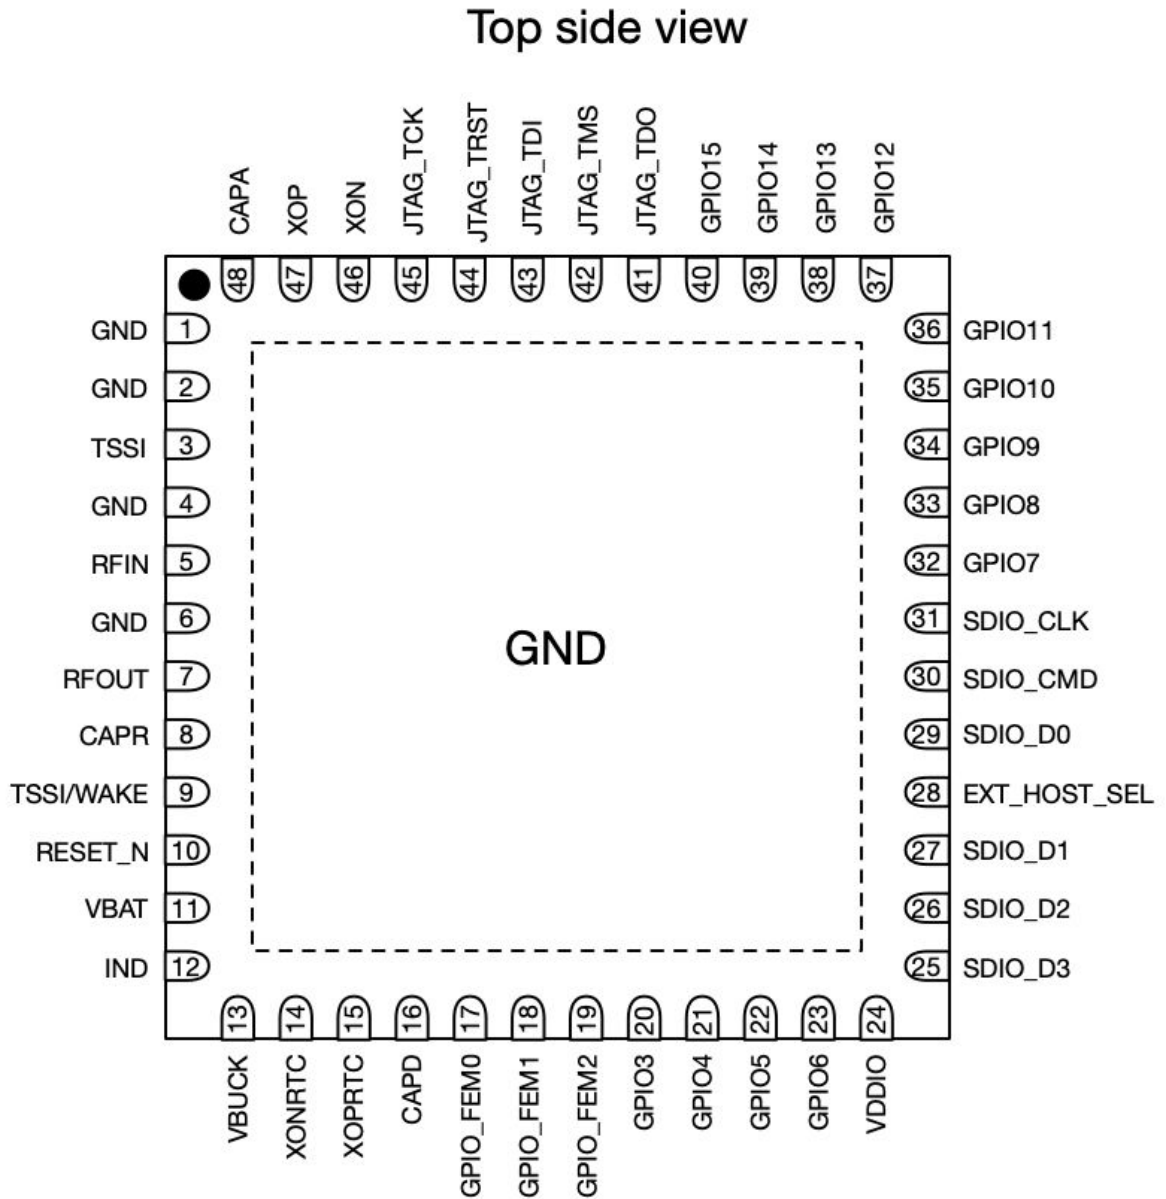 Top side view
CAPA
XOP
XON
JTAG_TCK
JTAG_TRST
JTAG_TDI
JTAG_TMS
JTAG_TDO
GPIO15
GPIO14
GPIO13
GPIO12
48
47
46
45
44
43
42
41
40
39
38
37
GND 1
GND 2
TSSI 3
GND 4
RFIN 5
GND 6
RFOUT 7
CAPR 8
TSSI/WAKE 9
RESET_N 10
VBAT 11
IND 12
GND
36 GPIO11
35 GPIO10
34 GPIO9
33 GPIO8
32 GPIO7
31 SDIO_CLK
30 SDIO_CMD
29 SDIO_D0
28 EXT_HOST_SEL
27 SDIO_D1
26 SDIO_D2
25 SDIO_D3
13
14
15
16
17
18
19
20
21
22
23
24
VBUCK
XONRTC
XOPRTC
CAPD
GPIO_FEM0
GPIO_FEM1
GPIO_FEM2
GPIO3
GPIO4
GPIO5
GPIO6
VDDIO